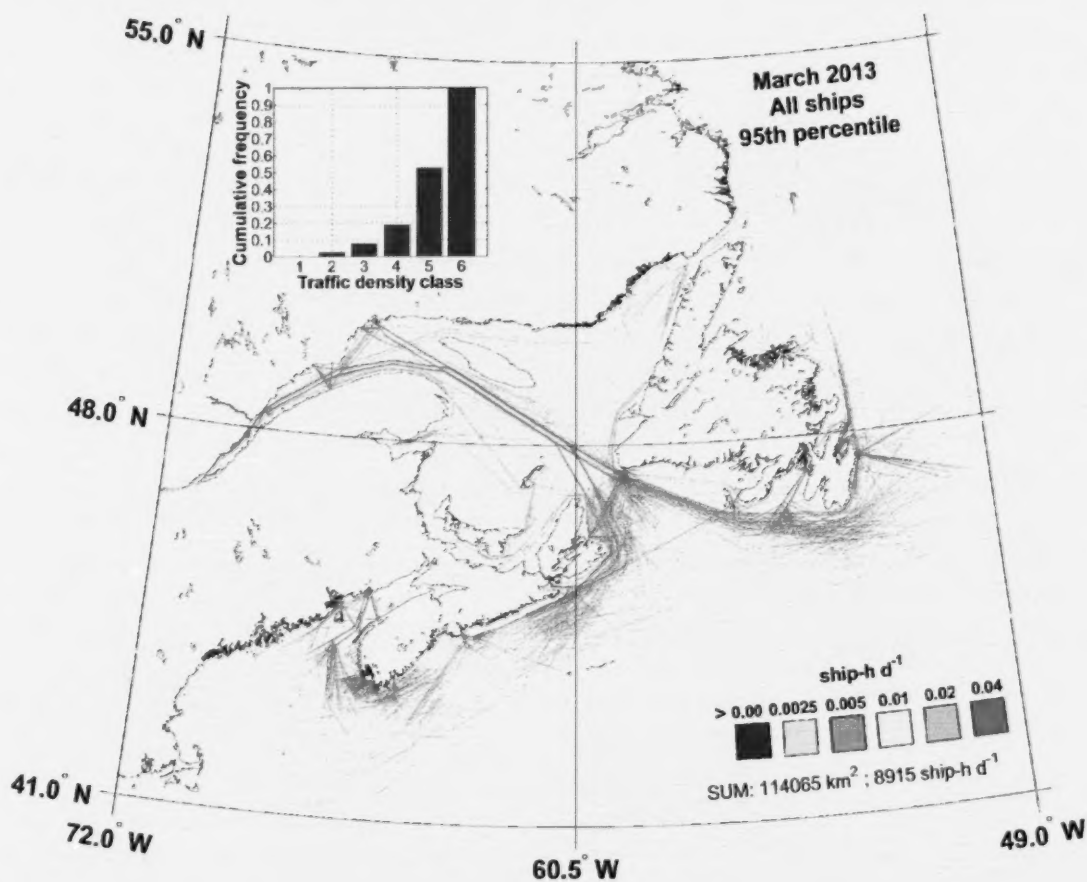 55.0° N
March 2013
All ships
95th percentile
Cumulative frequency
1
0.9
0.8
0.7
0.6
0.5
0.4
0.3
0.2
0.1
0
1 2 3 4 5 6
Traffic density class
48.0° N
ship-h d⁻¹
> 0.00 0.0025 0.005 0.01 0.02 0.04
SUM: 114065 km² ; 8915 ship-h d⁻¹
41.0° N
72.0° W
60.5° W
49.0° W